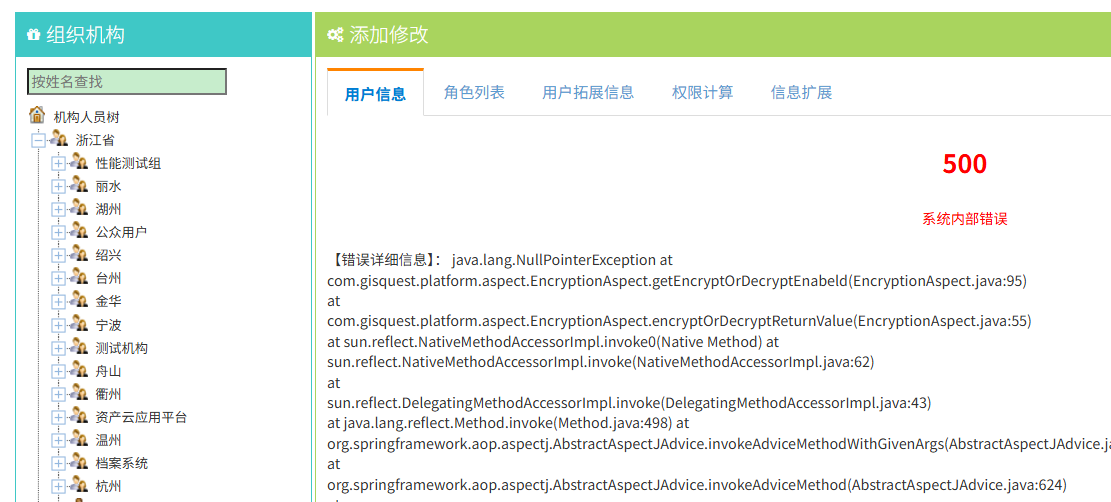 组织机构
按姓名查找
机构人员树
浙江省
性能测试组
丽水
湖州
公众用户
绍兴
台州
金华
宁波
测试机构
舟山
衢州
资产云应用平台
温州
档案系统
杭州
添加修改
用户信息 角色列表 用户拓展信息 权限计算 信息扩展
500
系统内部错误
【错误详细信息】: java.lang.NullPointerException at
com.gisquest.platform.aspect.EncryptionAspect.getEncryptOrDecryptEnabeld(EncryptionAspect.java:95)
at
com.gisquest.platform.aspect.EncryptionAspect.encryptOrDecryptReturnValue(EncryptionAspect.java:55)
at sun.reflect.NativeMethodAccessorImpl.invoke0(Native Method) at
sun.reflect.NativeMethodAccessorImpl.invoke(NativeMethodAccessorImpl.java:62)
at
sun.reflect.DelegatingMethodAccessorImpl.invoke(DelegatingMethodAccessorImpl.java:43)
at java.lang.reflect.Method.invoke(Method.java:498) at
org.springframework.aop.aspectj.AbstractAspectJAdvice.invokeAdviceMethodWithGivenArgs(AbstractAspectJAdvice.j
at
org.springframework.aop.aspectj.AbstractAspectJAdvice.invokeAdviceMethod(AbstractAspectJAdvice.java:624)